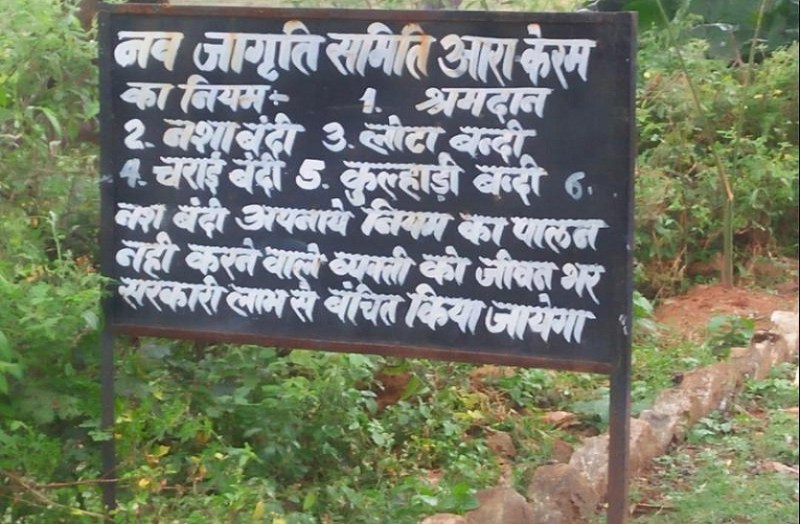 नव जागृति समिति आरा केरम
का नियम:- 1. श्रमदान
2. नशाबंदी 3. लोटा बन्दी
4. चराई बंदी 5. कुल्हाड़ी बन्दी 6.
नश बंदी अपनाये नियम का पालन
नही करने वाले व्यक्ती को जीवन भर
सरकारी लाभ से वंचित किया जायेगा